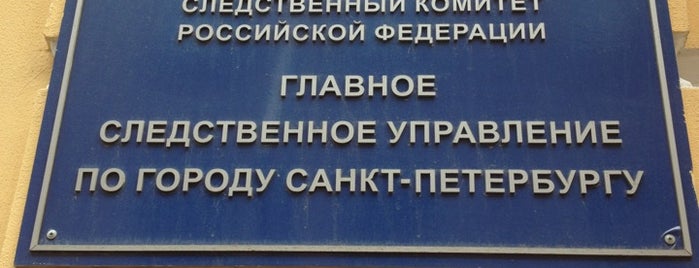 СЛЕДСТВЕННЫЙ КОМИТЕТ
РОССИЙСКОЙ ФЕДЕРАЦИИ
ГЛАВНОЕ
СЛЕДСТВЕННОЕ УПРАВЛЕНИЕ
ПО ГОРОДУ САНКТ-ПЕТЕРБУРГУ